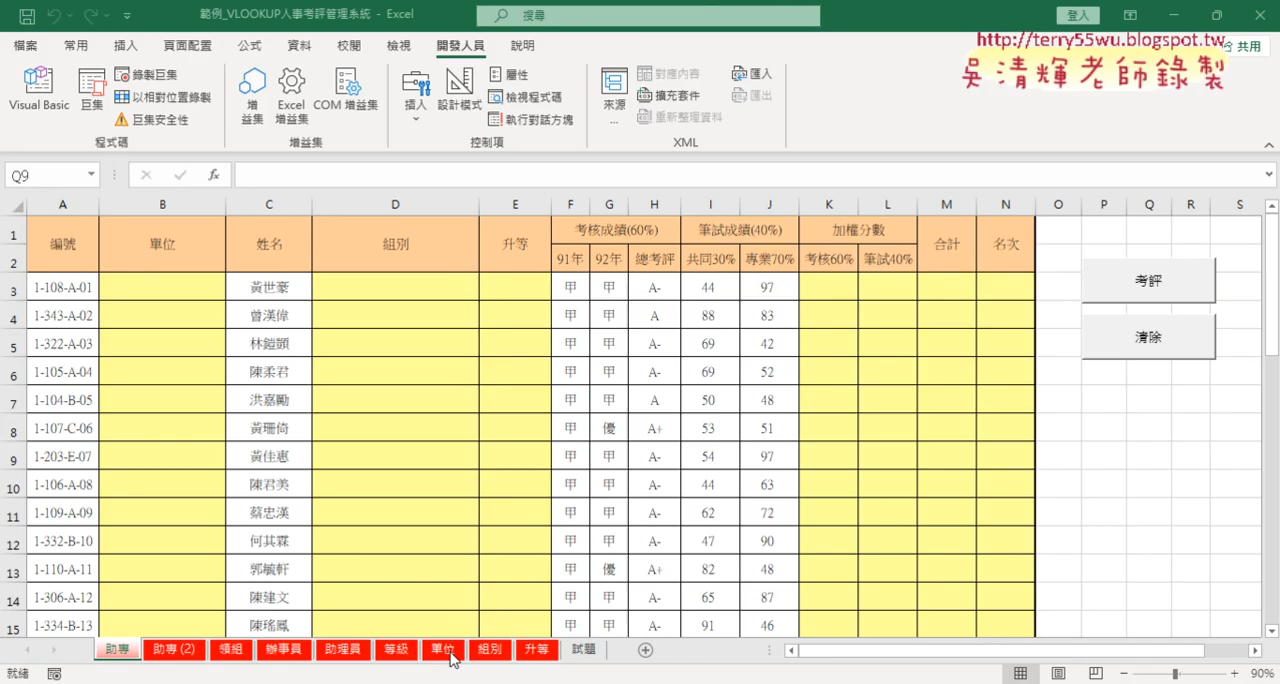 範例_VLOOKUP人事考評管理系統 - Excel
搜尋
登入
http://terry55wu.blogspot.tw
吳清輝老師錄製
檔案 常用 插入 頁面配置 公式 資料 校閱 檢視 開發人員 說明
共用
Visual Basic
巨集
錄製巨集
以相對位置錄製
巨集安全性
程式碼
增益集
Excel 增益集
COM 增益集
增益集
插入
設計模式
屬性
檢視程式碼
執行對話方塊
控制項
來源...
對應內容
擴充套件
重新整理資料
匯入
匯出
XML
Q9
fx
A B C D E F G H I J K L M N O P Q R S
1 編號 單位 姓名 組別 升等 考核成績(60%) 筆試成績(40%) 加權分數 合計 名次
2 91年 92年 總考評 共同30% 專業70% 考核60% 筆試40%
考評
清除
3 1-108-A-01 黃世豪 甲 甲 A- 44 97
4 1-343-A-02 曾漢偉 甲 甲 A 88 83
5 1-322-A-03 林鎧頤 甲 甲 A- 69 42
6 1-105-A-04 陳柔君 甲 甲 A- 69 52
7 1-104-B-05 洪嘉勵 甲 甲 A 50 48
8 1-107-C-06 黃珊倚 甲 優 A+ 53 51
9 1-203-E-07 黃佳惠 甲 甲 A- 54 97
10 1-106-A-08 陳君美 甲 甲 A- 44 63
11 1-109-A-09 蔡忠漢 甲 甲 A- 62 72
12 1-332-B-10 何其霖 甲 甲 A- 47 90
13 1-110-A-11 郭毓軒 甲 優 A+ 82 48
14 1-306-A-12 陳建文 甲 甲 A- 65 87
15 1-334-B-13 陳瑤鳳 甲 甲 A- 91 46
助專 助專 (2) 領組 辦事員 助理員 等級 單位 組別 升等 試題
就緒
90%